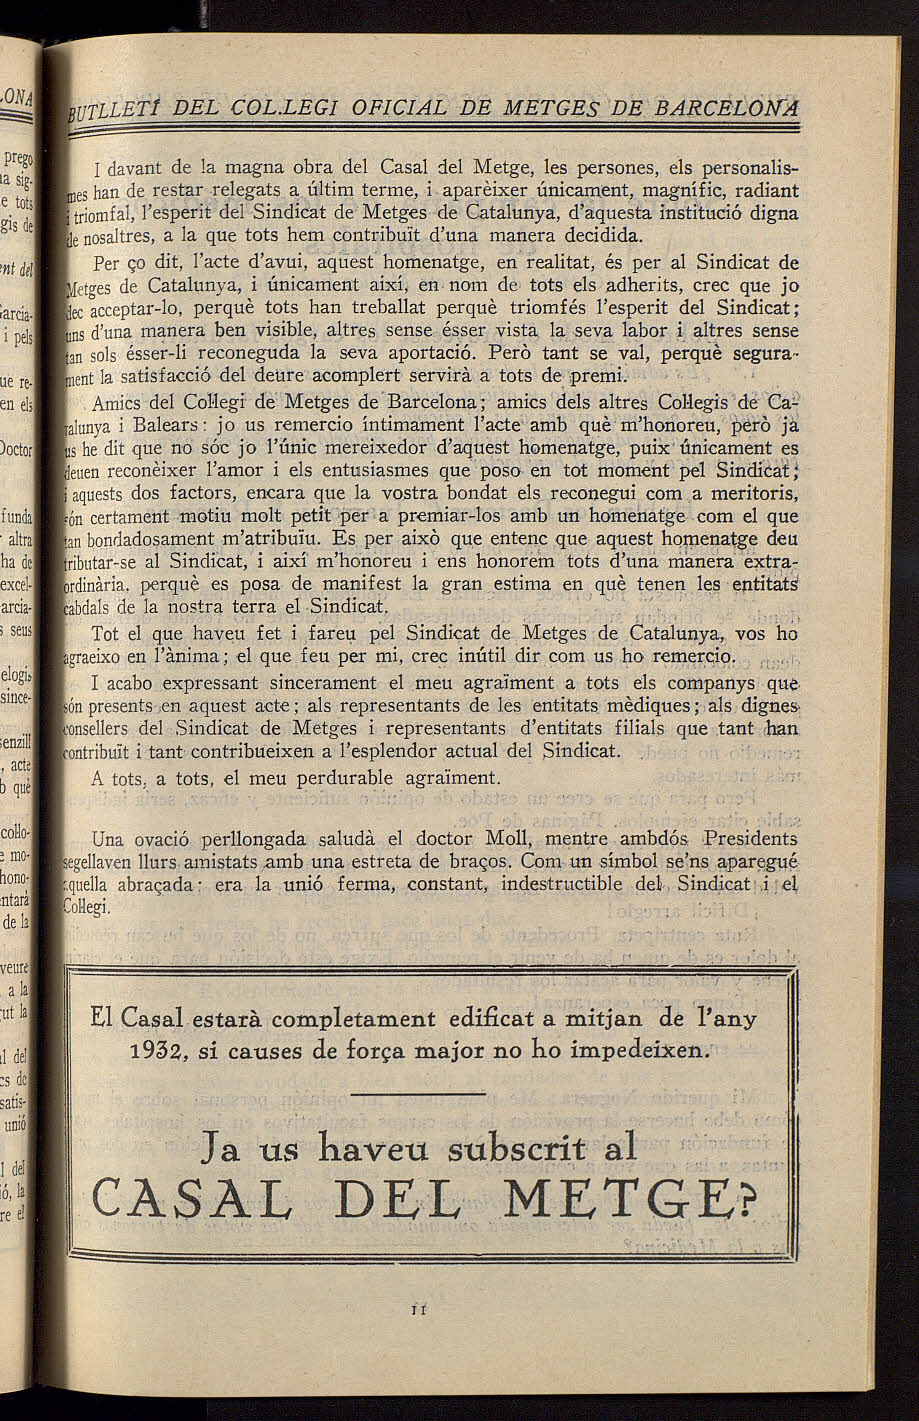 BUTLLETÍ DEL COL.LEGI OFICIAL DE METGES DE BARCELONA
I davant de la magna obra del Casal del Metge, les persones, els personalis-
mes han de restar relegats a últim terme, i aparèixer únicament, magnífic, radiant
i triomfal, l'esperit del Sindicat de Metges de Catalunya, d'aquesta institució digna
de nosaltres, a la que tots hem contribuït d'una manera decidida.
Per ço dit, l'acte d'avui, aquest homenatge, en realitat, és per al Sindicat de
Metges de Catalunya, i únicament així, en nom de tots els adherits, crec que jo
dec acceptar-lo, perquè tots han treballat perquè triomfés l'esperit del Sindicat;
uns d'una manera ben visible, altres sense ésser vista la seva labor i altres sense
tan sols ésser-li reconeguda la seva aportació. Però tant se val, perquè segura-
ment la satisfacció del deure acomplert servirà a tots de premi.
Amics del Col·legi de Metges de Barcelona; amics dels altres Col·legis de Ca-
talunya i Balears: jo us remercio íntimament l'acte amb què m'honoreu, però ja
us he dit que no sóc jo l'únic mereixedor d'aquest homenatge, puix únicament es
deuen reconèixer l'amor i els entusiasmes que poso en tot moment pel Sindicat;
i aquests dos factors, encara que la vostra bondat els reconegui com a meritoris,
són certament motiu molt petit per a premiar-los amb un homenatge com el que
tan bondadosament m'atribuïu. Es per això que entenc que aquest homenatge deu
tributar-se al Sindicat, i així m'honoreu i ens honorem tots d'una manera extra-
ordinària, perquè es posa de manifest la gran estima en què tenen les entitats
cabdals de la nostra terra el Sindicat.
Tot el que haveu fet i fareu pel Sindicat de Metges de Catalunya, vos ho
agraeixo en l'ànima; el que feu per mi, crec inútil dir com us ho remercio.
I acabo expressant sincerament el meu agraïment a tots els companys que
són presents en aquest acte; als representants de les entitats mèdiques; als dignes
consellers del Sindicat de Metges i representants d'entitats filials que tant han
contribuït i tant contribueixen a l'esplendor actual del Sindicat.
A tots, a tots, el meu perdurable agraïment.
Una ovació perllongada saludà el doctor Moll, mentre ambdós Presidents
segellaven llurs amistats amb una estreta de braços. Com un símbol se'ns aparegué
aquella abraçada: era la unió ferma, constant, indestructible del Sindicat i el
Col·legi.
El Casal estarà completament edificat a mitjan de l'any
1932, si causes de força major no ho impedeixen.
Ja us haveu subscrit al
CASAL DEL METGE?
11